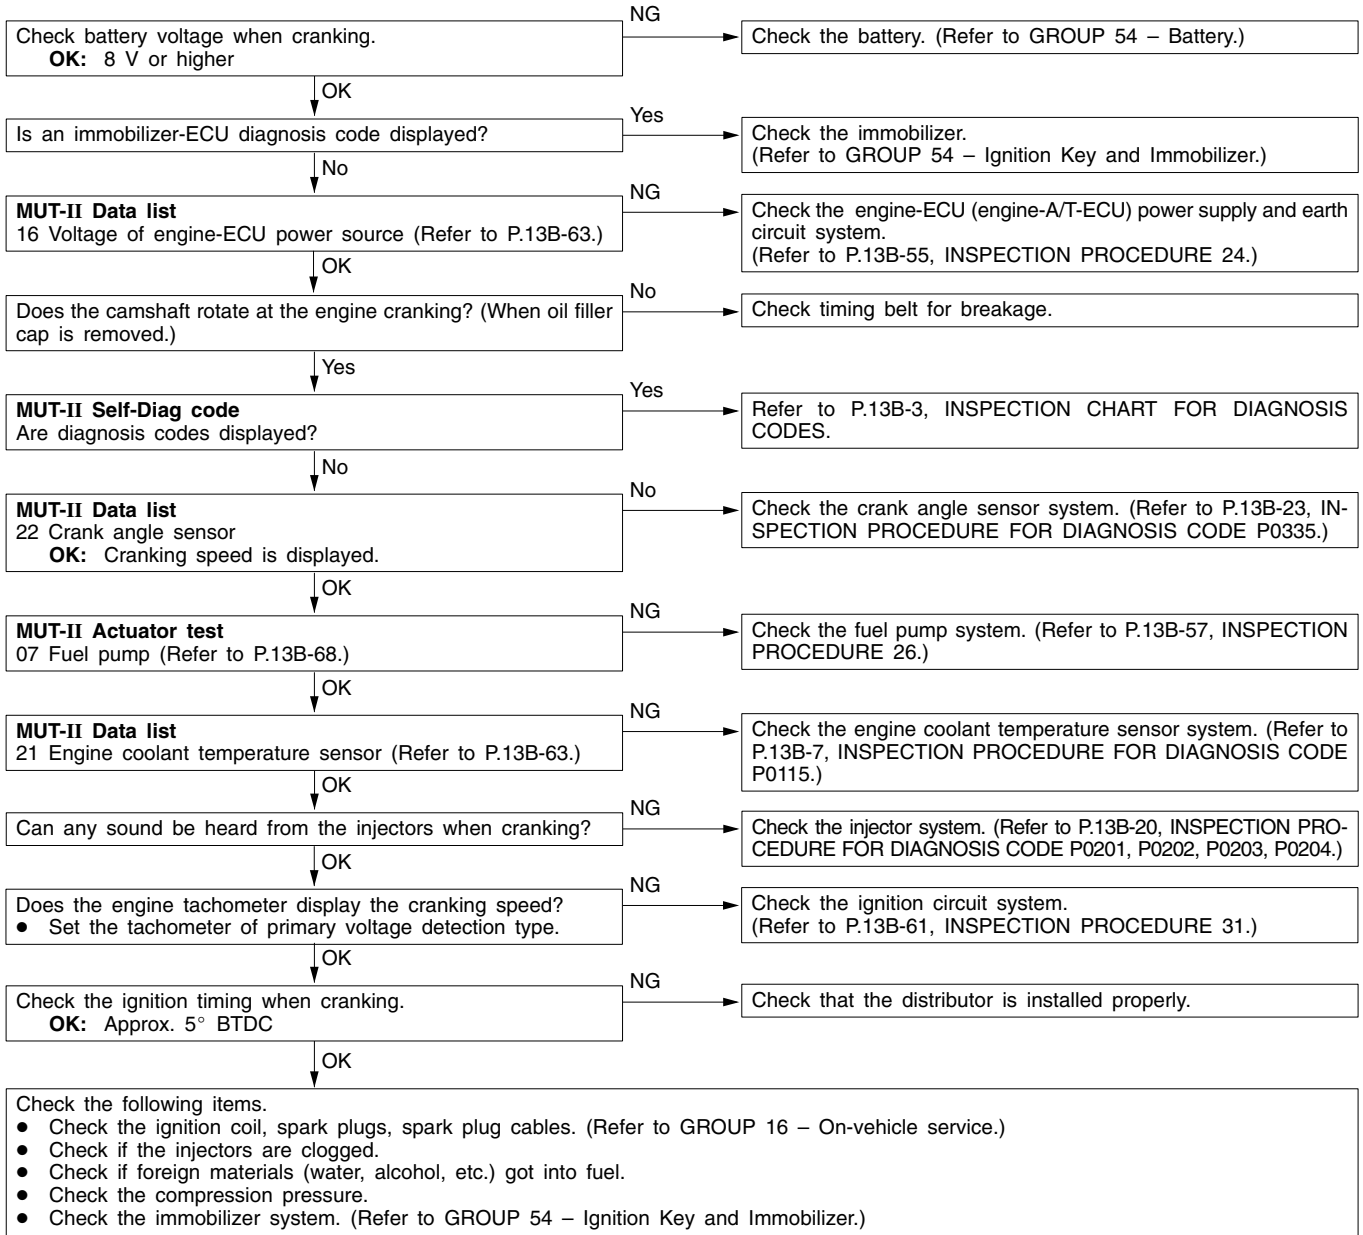 NG
Check battery voltage when cranking.
OK: 8 V or higher
Check the battery. (Refer to GROUP 54 – Battery.)
OK
Yes
Is an immobilizer-ECU diagnosis code displayed?
Check the immobilizer.
(Refer to GROUP 54 – Ignition Key and Immobilizer.)
No
NG
MUT-II Data list
16 Voltage of engine-ECU power source (Refer to P.13B-63.)
Check the engine-ECU (engine-A/T-ECU) power supply and earth
circuit system.
(Refer to P.13B-55, INSPECTION PROCEDURE 24.)
OK
No
Does the camshaft rotate at the engine cranking? (When oil filler
cap is removed.)
Check timing belt for breakage.
Yes
Yes
MUT-II Self-Diag code
Are diagnosis codes displayed?
Refer to P.13B-3, INSPECTION CHART FOR DIAGNOSIS
CODES.
No
No
MUT-II Data list
22 Crank angle sensor
OK: Cranking speed is displayed.
Check the crank angle sensor system. (Refer to P.13B-23, IN-
SPECTION PROCEDURE FOR DIAGNOSIS CODE P0335.)
OK
NG
MUT-II Actuator test
07 Fuel pump (Refer to P.13B-68.)
Check the fuel pump system. (Refer to P.13B-57, INSPECTION
PROCEDURE 26.)
OK
NG
MUT-II Data list
21 Engine coolant temperature sensor (Refer to P.13B-63.)
Check the engine coolant temperature sensor system. (Refer to
P.13B-7, INSPECTION PROCEDURE FOR DIAGNOSIS CODE
P0115.)
OK
NG
Can any sound be heard from the injectors when cranking?
Check the injector system. (Refer to P.13B-20, INSPECTION PRO-
CEDURE FOR DIAGNOSIS CODE P0201, P0202, P0203, P0204.)
OK
NG
Does the engine tachometer display the cranking speed?
● Set the tachometer of primary voltage detection type.
Check the ignition circuit system.
(Refer to P.13B-61, INSPECTION PROCEDURE 31.)
OK
NG
Check the ignition timing when cranking.
OK: Approx. 5° BTDC
Check that the distributor is installed properly.
OK
Check the following items.
● Check the ignition coil, spark plugs, spark plug cables. (Refer to GROUP 16 – On-vehicle service.)
● Check if the injectors are clogged.
● Check if foreign materials (water, alcohol, etc.) got into fuel.
● Check the compression pressure.
● Check the immobilizer system. (Refer to GROUP 54 – Ignition Key and Immobilizer.)